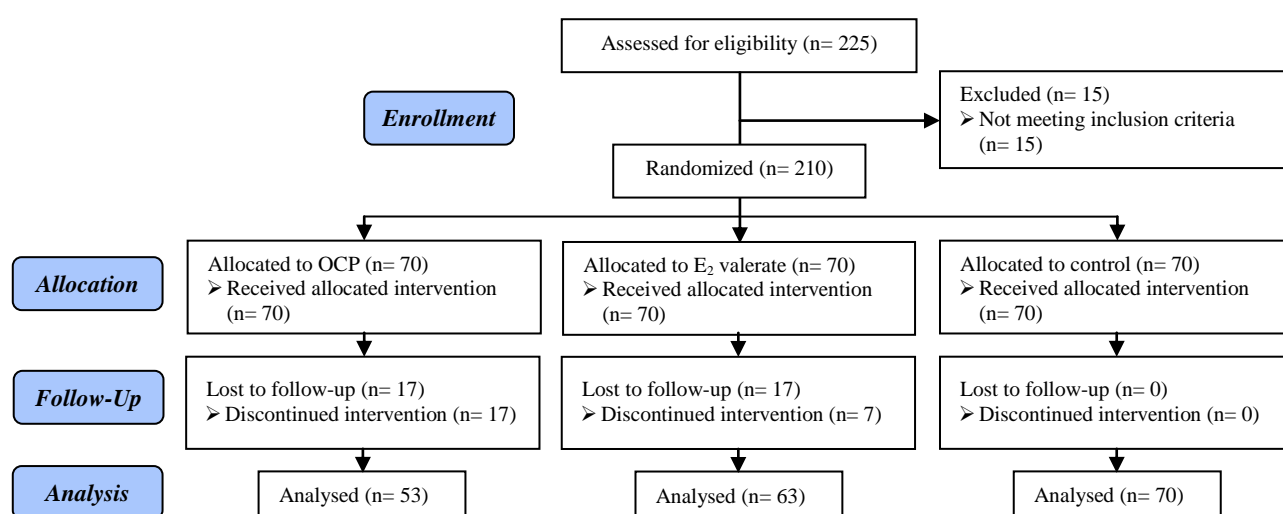 Assessed for eligibility (n= 225)
Enrollment
Excluded (n= 15)
➢ Not meeting inclusion criteria
(n= 15)
Randomized (n= 210)
Allocation
Allocated to OCP (n= 70)
➢ Received allocated intervention
(n= 70)
Allocated to E₂ valerate (n= 70)
➢ Received allocated intervention
(n= 70)
Allocated to control (n= 70)
➢ Received allocated intervention
(n= 70)
Follow-Up
Lost to follow-up (n= 17)
➢ Discontinued intervention (n= 17)
Lost to follow-up (n= 17)
➢ Discontinued intervention (n= 7)
Lost to follow-up (n= 0)
➢ Discontinued intervention (n= 0)
Analysis
Analysed (n= 53)
Analysed (n= 63)
Analysed (n= 70)